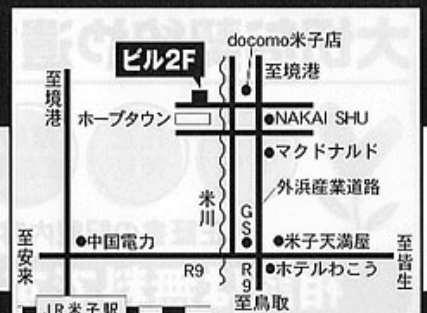 docomo米子店
ビル2F
至境港
至境港
ホープタウン
NAKAI SHU
マクドナルド
外浜産業道路
米川
GS
中国電力
米子天満屋
至安来
至皆生
R9
R9
ホテルわこう
至鳥取
JR米子駅